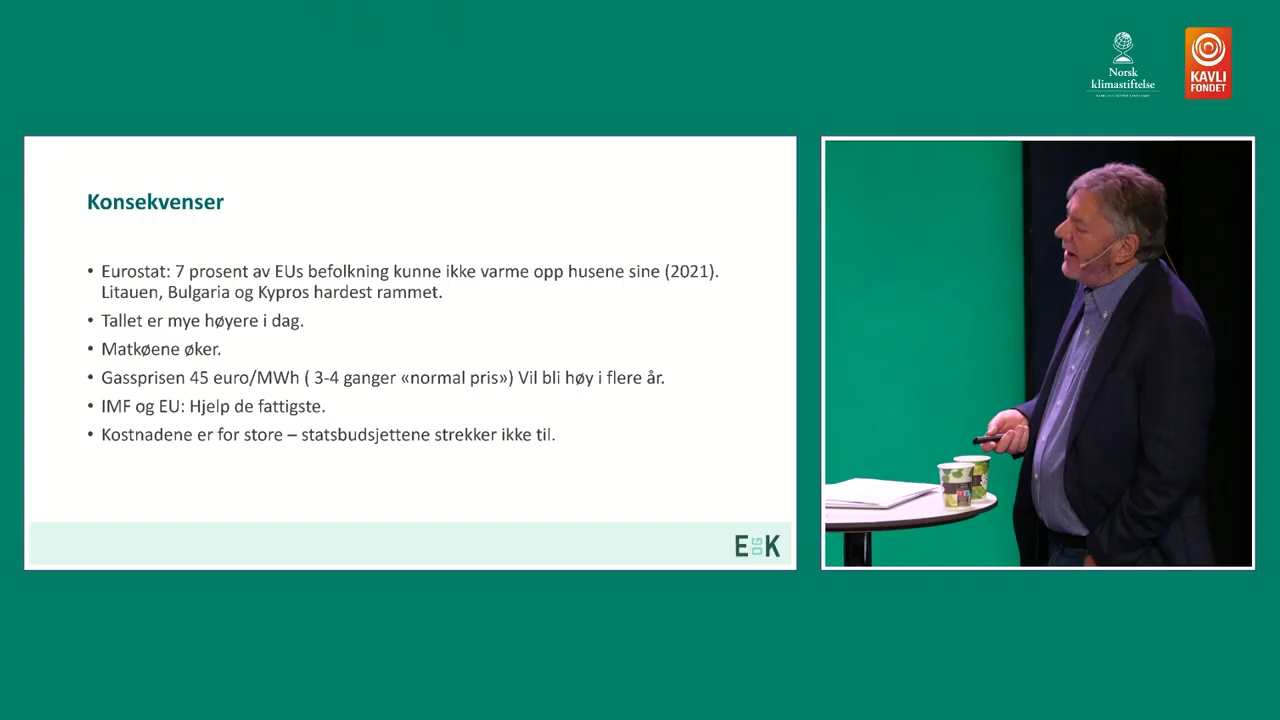 Norsk
klimastiftelse
KAVLI
FONDET
Konsekvenser
• Eurostat: 7 prosent av EUs befolkning kunne ikke varme opp husene sine (2021).
Litauen, Bulgaria og Kypros hardest rammet.
• Tallet er mye høyere i dag.
• Matkøene øker.
• Gassprisen 45 euro/MWh ( 3-4 ganger «normal pris») Vil bli høy i flere år.
• IMF og EU: Hjelp de fattigste.
• Kostnadene er for store – statsbudsjettene strekker ikke til.
E OG K